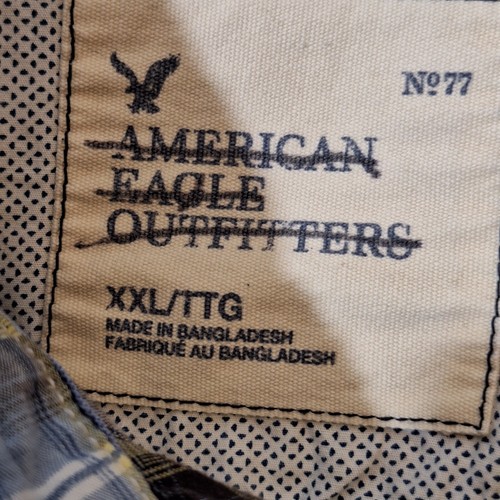 Nº77
AMERICAN
EAGLE
OUTFITTERS
XXL/TTG
MADE IN BANGLADESH
FABRIQUÉ AU BANGLADESH